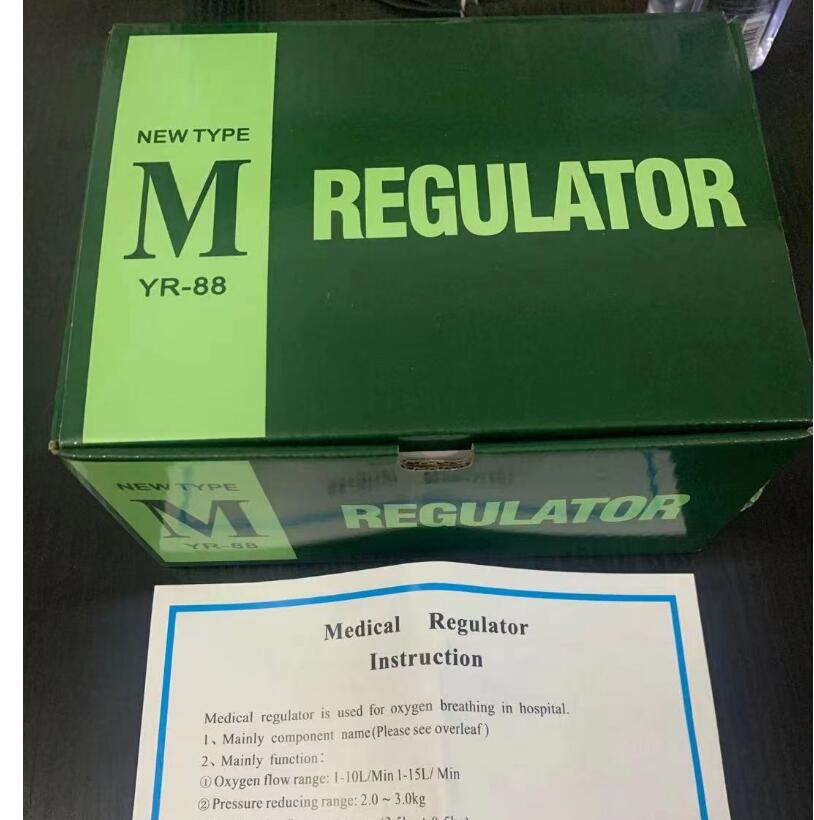 NEW TYPE
M
YR-88
REGULATOR
NEW TYPE
M
YR-88
REGULATOR
Medical Regulator
Instruction
Medical regulator is used for oxygen breathing in hospital.
1、Mainly component name(Please see overleaf)
2、Mainly function:
①Oxygen flow range: 1-10L/Min 1-15L/ Min
②Pressure reducing range: 2.0 ~ 3.0kg